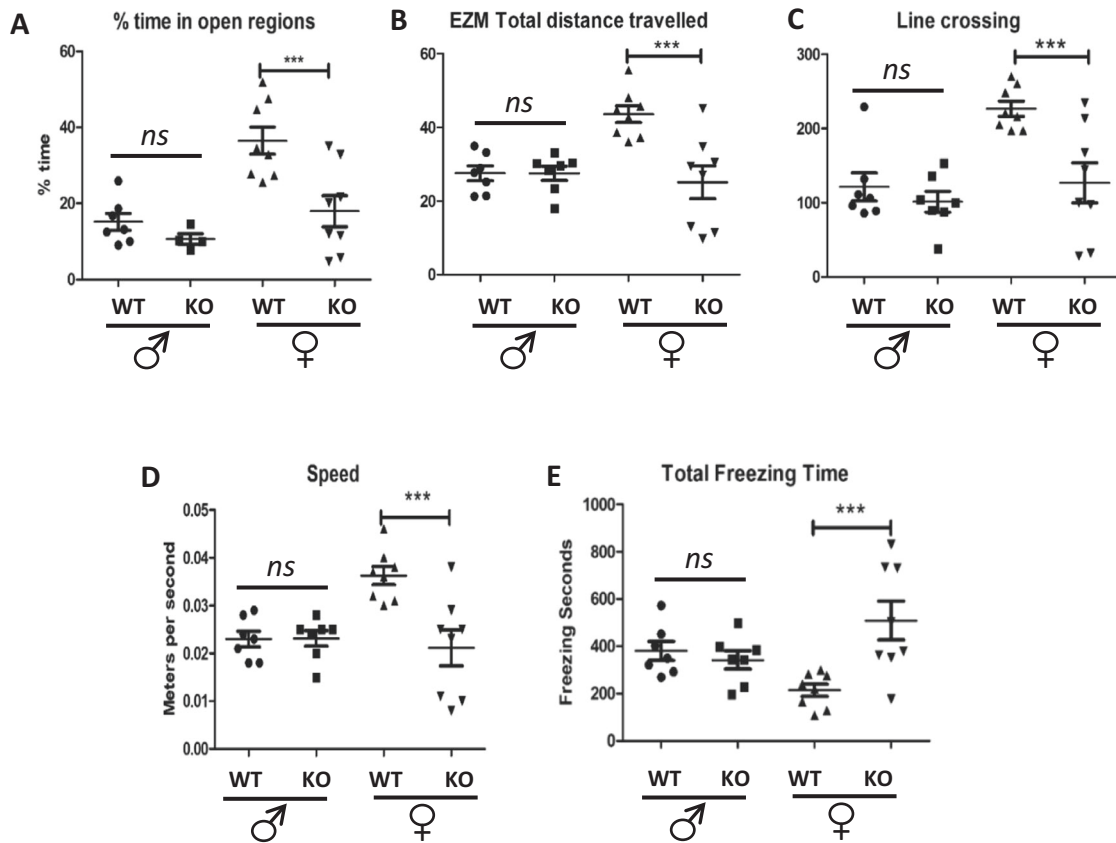 A
% time in open regions
% time
60
40
20
0
ns
***
WT KO WT KO
♂ ♀
B
EZM Total distance travelled
60
40
20
0
ns
***
WT KO WT KO
♂ ♀
C
Line crossing
300
200
100
0
ns
***
WT KO WT KO
♂ ♀
D
Speed
Meters per second
0.05
0.04
0.03
0.02
0.01
0.00
ns
***
WT KO WT KO
♂ ♀
E
Total Freezing Time
Freezing Seconds
1000
800
600
400
200
0
ns
***
WT KO WT KO
♂ ♀